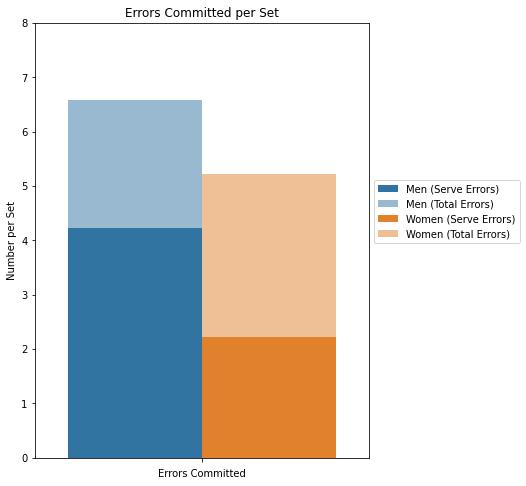 Errors Committed per Set
8
7
6
5
4
3
2
1
0
Number per Set
Errors Committed
Men (Serve Errors)
Men (Total Errors)
Women (Serve Errors)
Women (Total Errors)